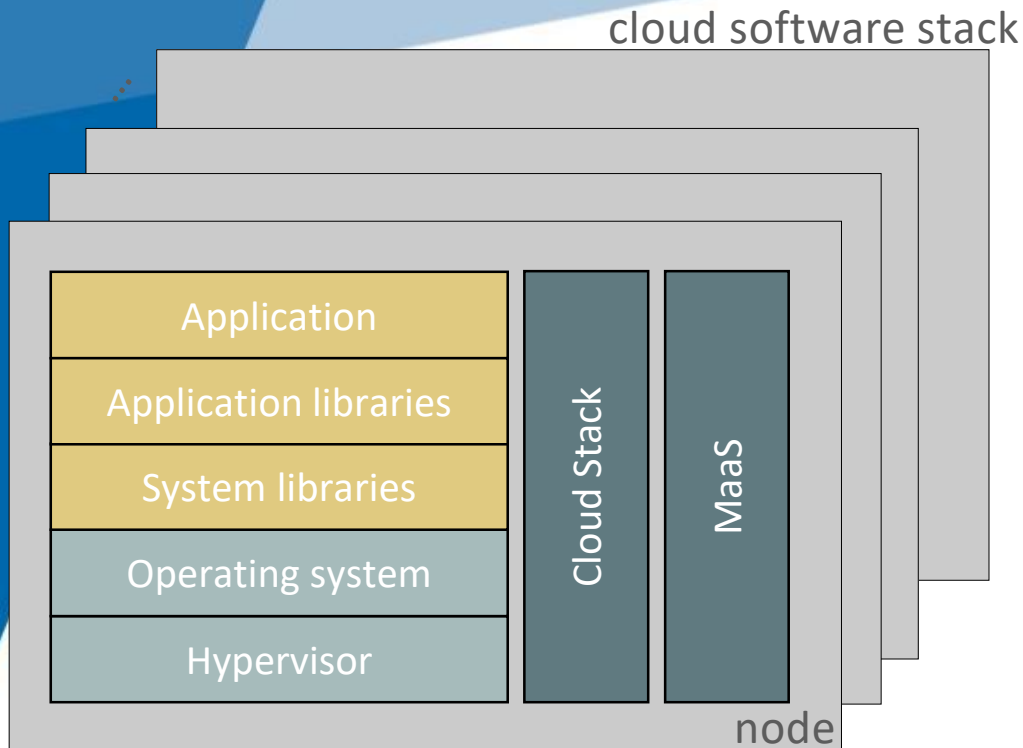 cloud software stack
Application
Application libraries
System libraries
Operating system
Hypervisor
Cloud Stack
MaaS
node